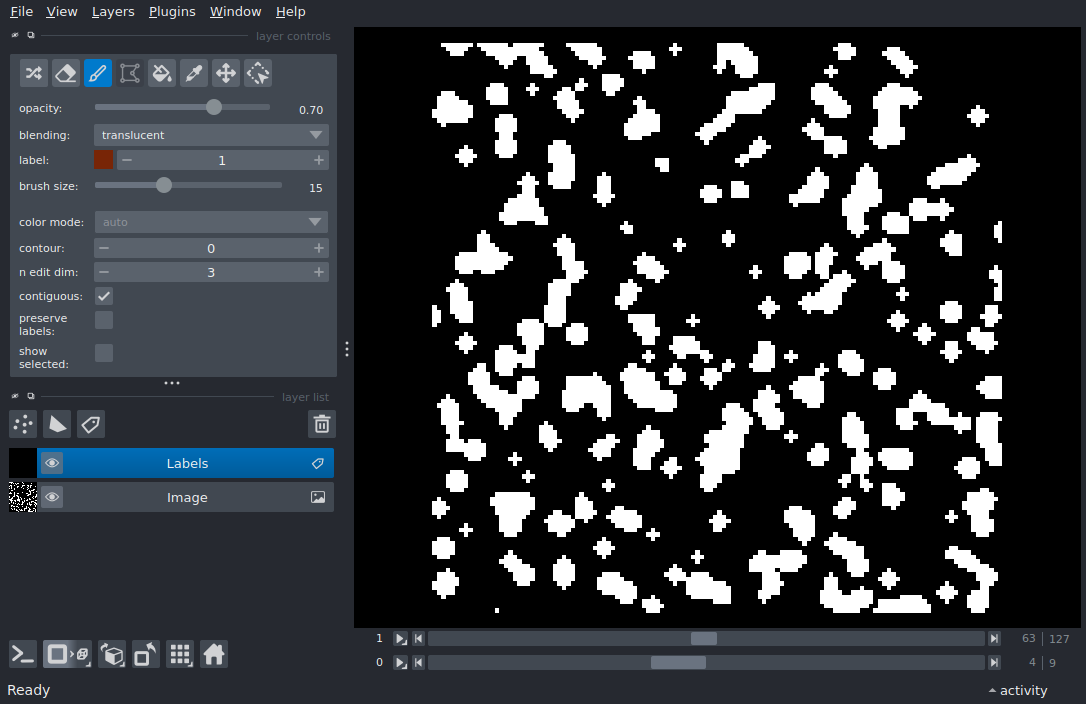 File View Layers Plugins Window Help
layer controls
opacity: 0.70
blending: translucent
label: 1
brush size: 15
color mode: auto
contour: 0
n edit dim: 3
contiguous:
preserve
labels:
show
selected:
layer list
Labels
Image
1 63 127
0 4 9
Ready activity